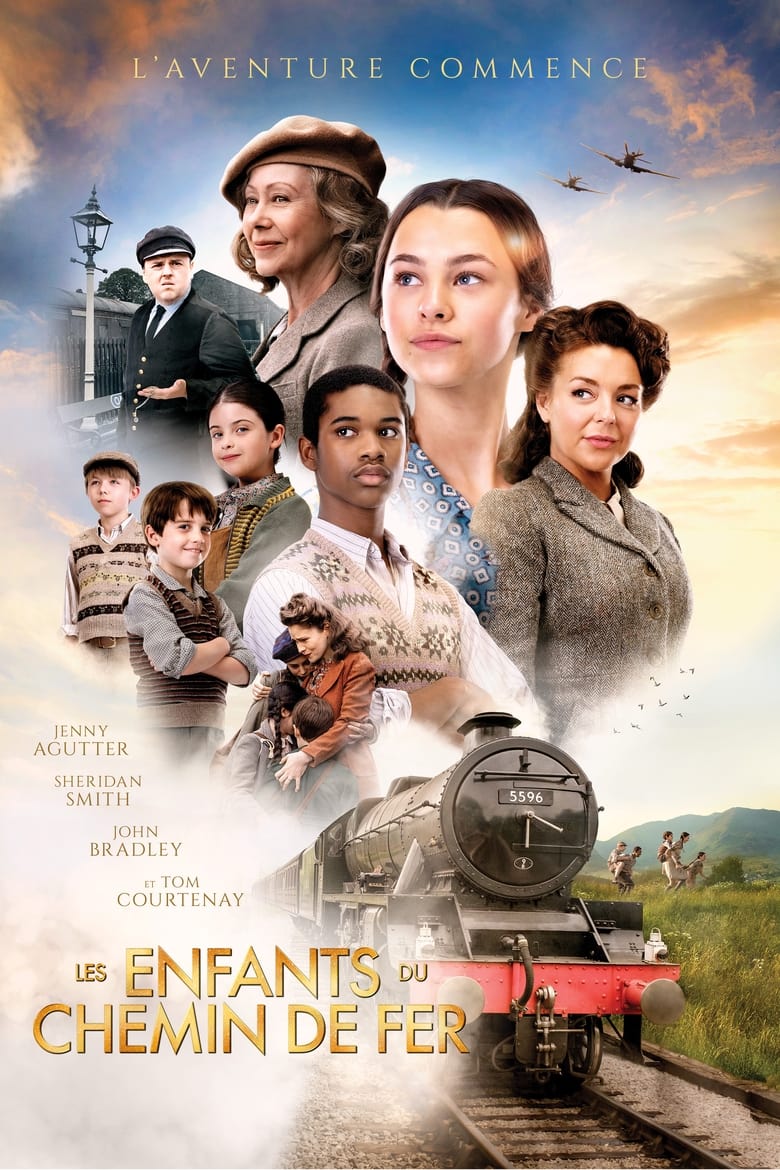 L'AVENTURE COMMENCE
JENNY
AGUTTER
SHERIDAN
SMITH
JOHN
BRADLEY
ET TOM
COURTENAY
5596
LES ENFANTS DU
CHEMIN DE FER